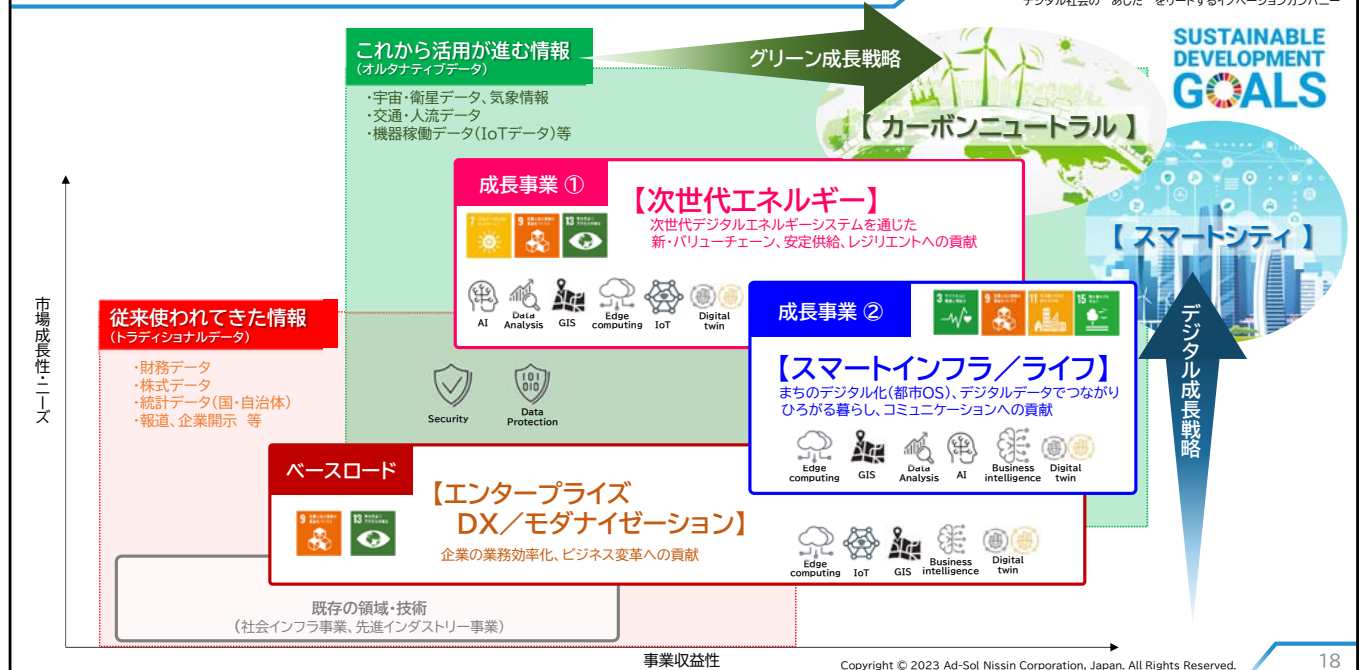 デジタル社会の あした をリードするイノベーションカンパニー
これから活用が進む情報
(オルタナティブデータ)
・宇宙・衛星データ、気象情報
・交通・人流データ
・機器稼働データ(IoTデータ)等
グリーン成長戦略
SUSTAINABLE
DEVELOPMENT
GOALS
【 カーボンニュートラル 】
【 スマートシティ 】
デジタル成長戦略
成長事業 ①
【次世代エネルギー】
次世代デジタルエネルギーシステムを通じた
新・バリューチェーン、安定供給、レジリエントへの貢献
7
9
13
AI
Data
Analysis
GIS
Edge
computing
IoT
Digital
twin
成長事業 ②
3
9
11
15
【スマートインフラ／ライフ】
まちのデジタル化(都市OS)、デジタルデータでつながり
ひろがる暮らし、コミュニケーションへの貢献
Edge
computing
GIS
Data
Analysis
AI
Business
intelligence
Digital
twin
市場成長性・ニーズ
従来使われてきた情報
(トラディショナルデータ)
・財務データ
・株式データ
・統計データ(国・自治体)
・報道、企業開示 等
Security
101
010
Data
Protection
ベースロード
9
13
【エンタープライズ
DX／モダナイゼーション】
企業の業務効率化、ビジネス変革への貢献
Edge
computing
IoT
GIS
Business
intelligence
Digital
twin
既存の領域・技術
(社会インフラ事業、先進インダストリー事業)
事業収益性
Copyright © 2023 Ad-Sol Nissin Corporation, Japan. All Rights Reserved.
18